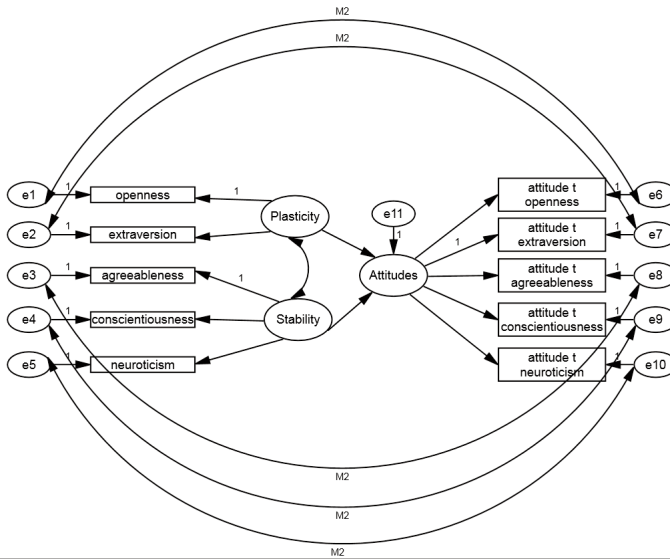 M2
M2
e1
1
openness
1
Plasticity
e11
1
attitude t
openness
1
e6
e2
1
extraversion
1
attitude t
extraversion
1
e7
e3
1
agreeableness
1
Attitudes
attitude t
agreeableness
1
e8
e4
1
conscientiousness
Stability
attitude t
conscientiousness
1
e9
e5
1
neuroticism
attitude t
neuroticism
1
e10
M2
M2
M2